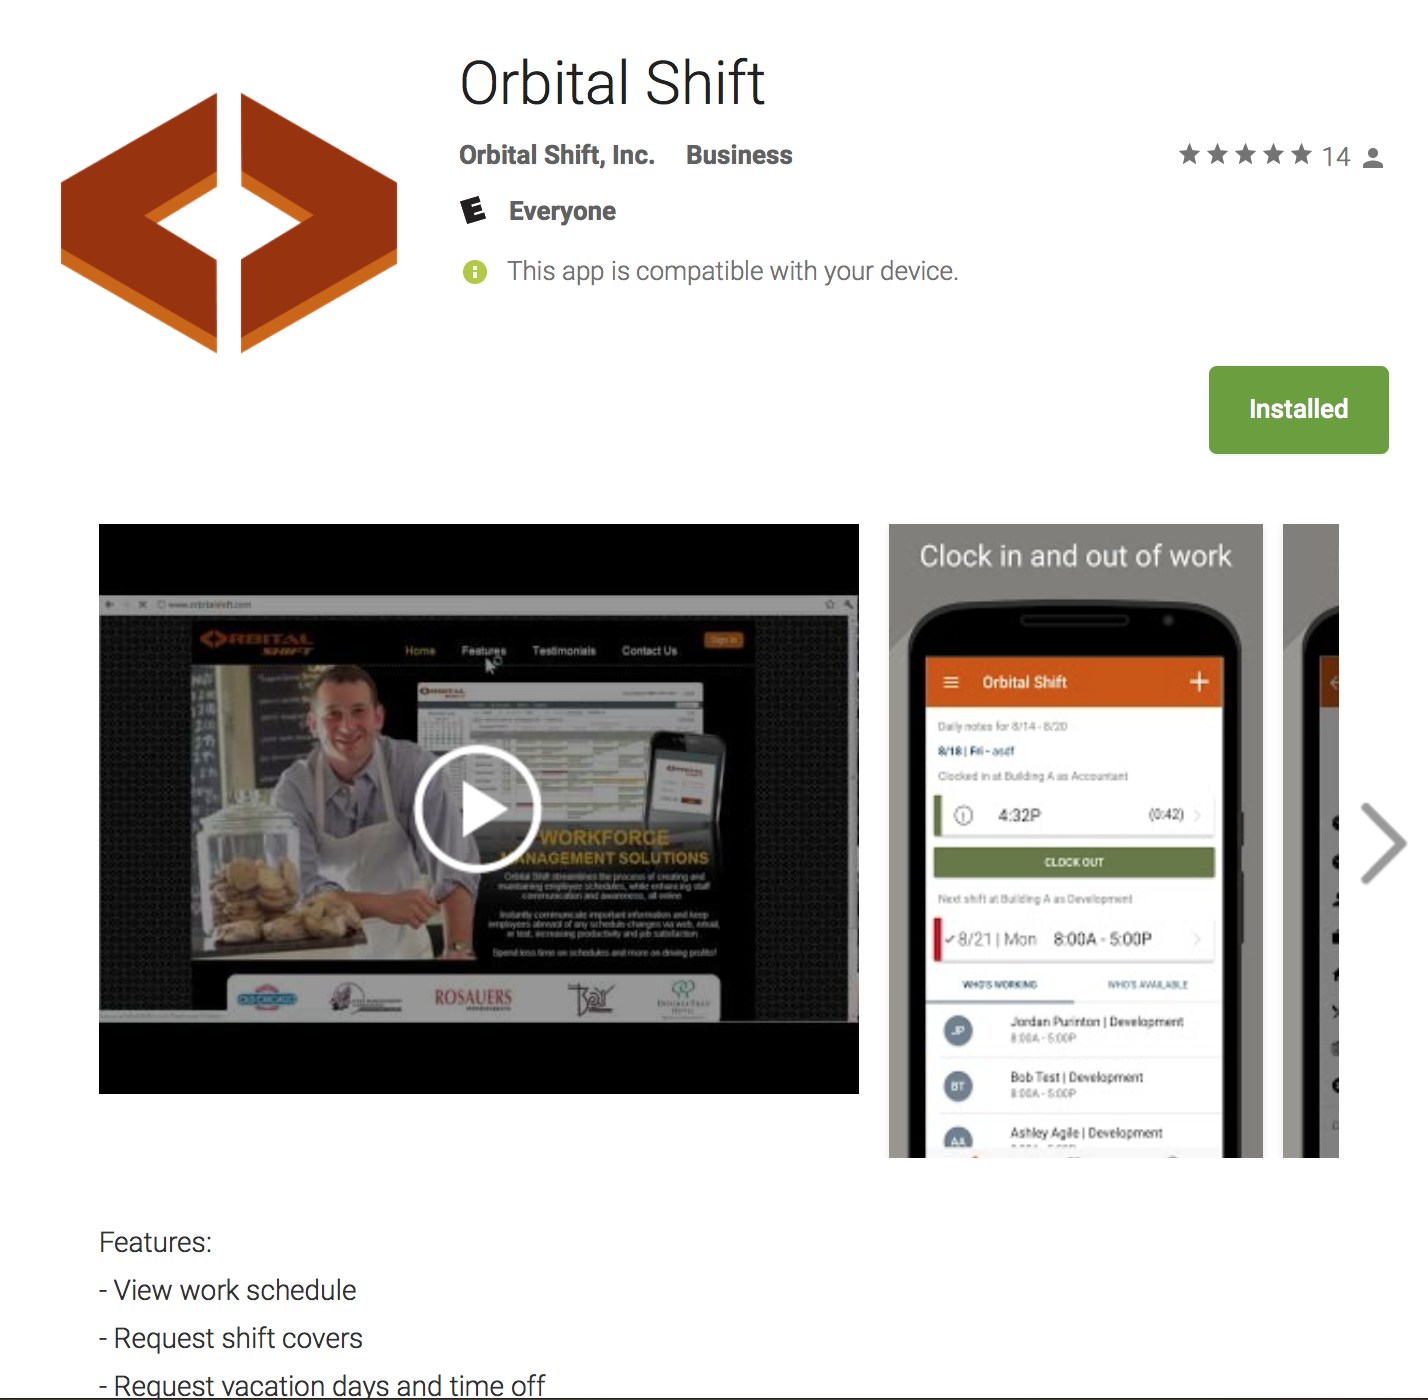 Orbital Shift
Orbital Shift, Inc. Business
14
E Everyone
This app is compatible with your device.
Installed
www.orbitalshift.com
ORBITAL
SHIFT
Home Features Testimonials Contact Us Sign In
WORKFORCE
MANAGEMENT SOLUTIONS
Orbital Shift streamlines the process of creating and
maintaining employee schedules, while enhancing staff
communication and awareness, all online.
Instantly communicate important information and keep
employees abreast of any schedule changes via web, email,
or text, increasing productivity and job satisfaction.
Spend less time on schedules and more on driving profits!
OLD CHICAGO
ROSAUERS
DOUBLETREE
HOTEL
Clock in and out of work
Orbital Shift
Daily notes for 8/14 - 8/20
8/18 | Fri - asdf
Clocked in at Building A as Accountant
4:32P (0:42)
CLOCK OUT
Next shift at Building A as Development
8/21 | Mon 8:00A - 5:00P
WHO'S WORKING WHO'S AVAILABLE
JP Jordan Purinton | Development
8:00A - 5:00P
BT Bob Test | Development
8:00A - 5:00P
AA Ashley Agile | Development
8:00A - 5:00P
Features:
- View work schedule
- Request shift covers
- Request vacation days and time off